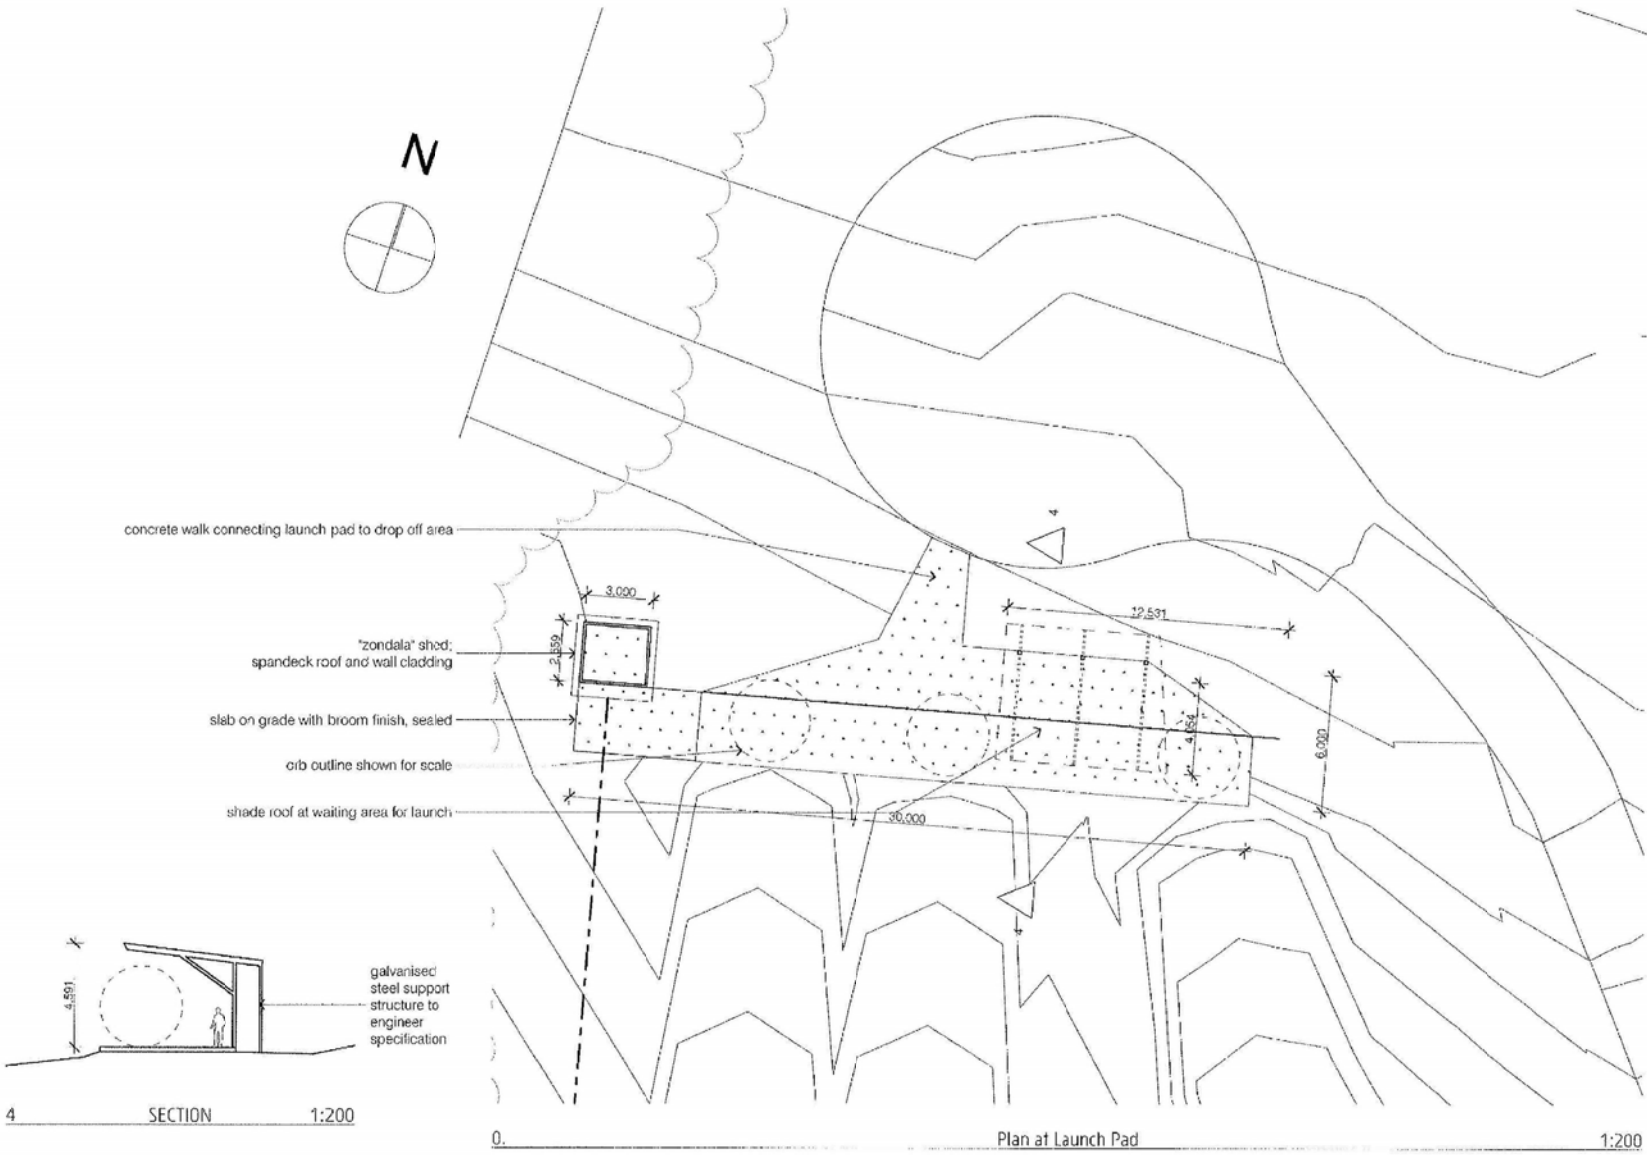 N
concrete walk connecting launch pad to drop off area
4
3,000
12,531
"zondala" shed;
spandeck roof and wall cladding
2,559
slab on grade with broom finish, sealed
4,054
6,000
orb outline shown for scale
shade roof at waiting area for launch
30,000
4
4,591
galvanised
steel support
structure to
engineer
specification
4 SECTION 1:200
0. Plan at Launch Pad 1:200